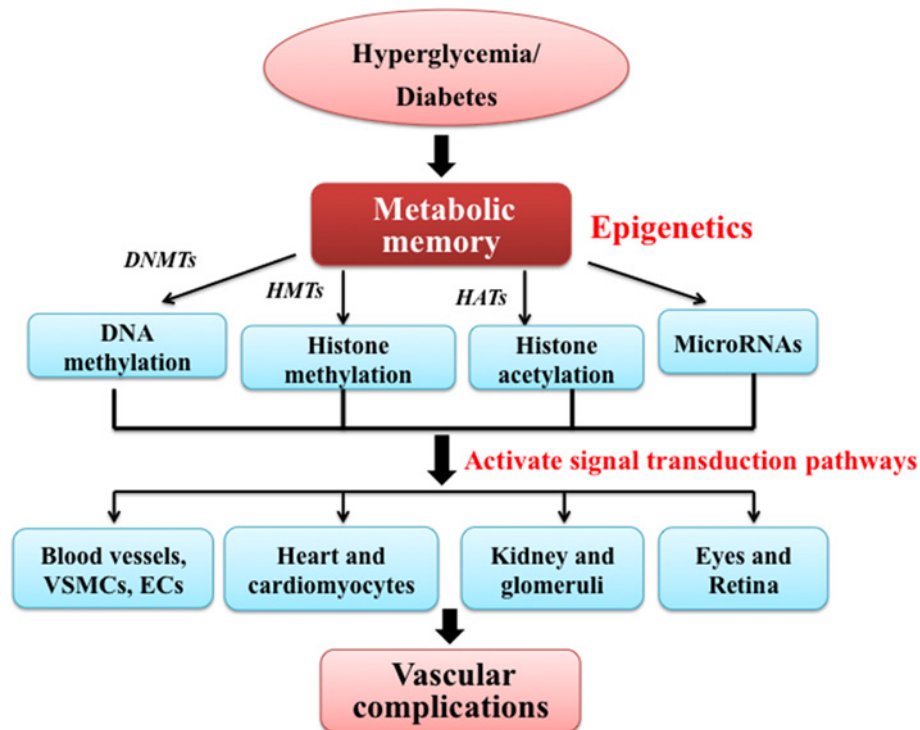 Hyperglycemia/
Diabetes
Metabolic
memory
Epigenetics
DNMTs
HMTs
HATs
DNA
methylation
Histone
methylation
Histone
acetylation
MicroRNAs
Activate signal transduction pathways
Blood vessels,
VSMCs, ECs
Heart and
cardiomyocytes
Kidney and
glomeruli
Eyes and
Retina
Vascular
complications